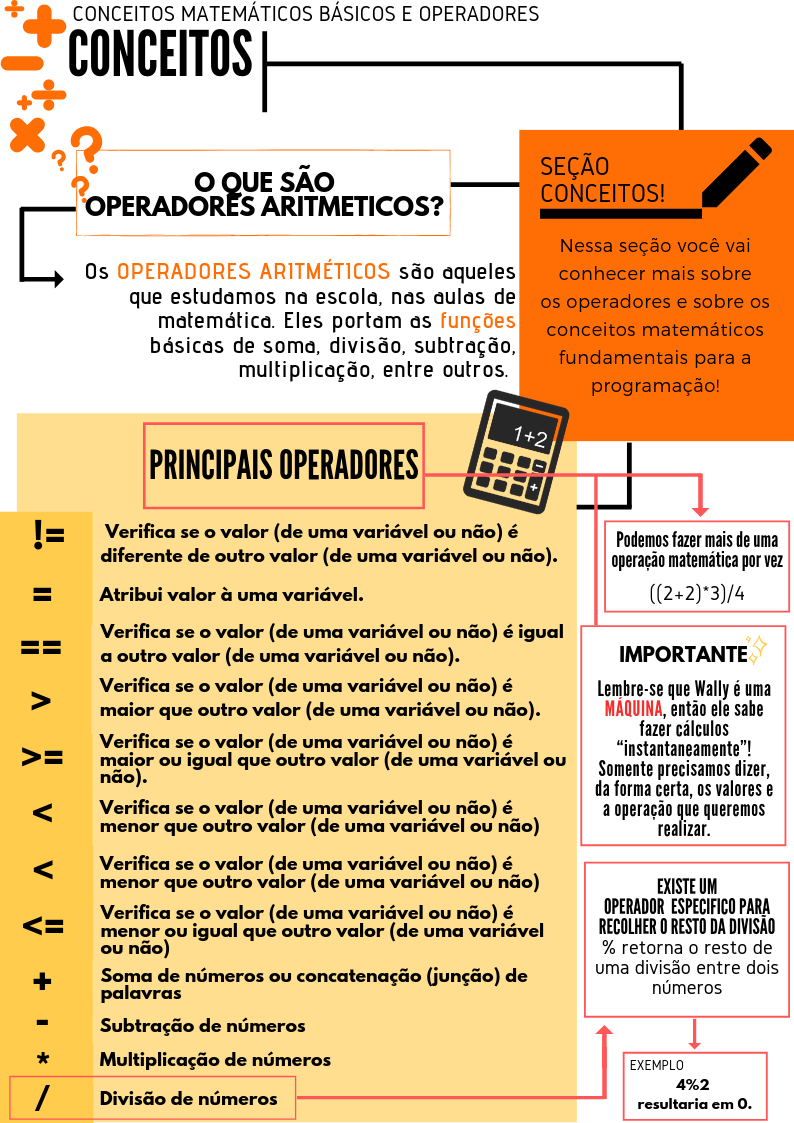 CONCEITOS MATEMÁTICOS BÁSICOS E OPERADORES
CONCEITOS
O QUE SÃO
OPERADORES ARITMETICOS?
SEÇÃO
CONCEITOS!
Nessa seção você vai
conhecer mais sobre
os operadores e sobre os
conceitos matemáticos
fundamentais para a
programação!
Os OPERADORES ARITMÉTICOS são aqueles
que estudamos na escola, nas aulas de
matemática. Eles portam as funções
básicas de soma, divisão, subtração,
multiplicação, entre outros.
1+2
PRINCIPAIS OPERADORES
!= Verifica se o valor (de uma variável ou não) é
diferente de outro valor (de uma variável ou não).
= Atribui valor à uma variável.
== Verifica se o valor (de uma variável ou não) é igual
a outro valor (de uma variável ou não).
> Verifica se o valor (de uma variável ou não) é
maior que outro valor (de uma variável ou não).
>= Verifica se o valor (de uma variável ou não) é
maior ou igual que outro valor (de uma variável ou
não).
< Verifica se o valor (de uma variável ou não) é
menor que outro valor (de uma variável ou não)
< Verifica se o valor (de uma variável ou não) é
menor que outro valor (de uma variável ou não)
<= Verifica se o valor (de uma variável ou não) é
menor ou igual que outro valor (de uma variável
ou não)
+ Soma de números ou concatenação (junção) de
palavras
- Subtração de números
* Multiplicação de números
/ Divisão de números
Podemos fazer mais de uma
operação matemática por vez
((2+2)*3)/4
IMPORTANTE
Lembre-se que Wally é uma
MÁQUINA, então ele sabe
fazer cálculos
“instantaneamente”!
Somente precisamos dizer,
da forma certa, os valores e
a operação que queremos
realizar.
EXISTE UM
OPERADOR ESPECIFICO PARA
RECOLHER O RESTO DA DIVISÃO
% retorna o resto de
uma divisão entre dois
números
EXEMPLO
4%2
resultaria em 0.